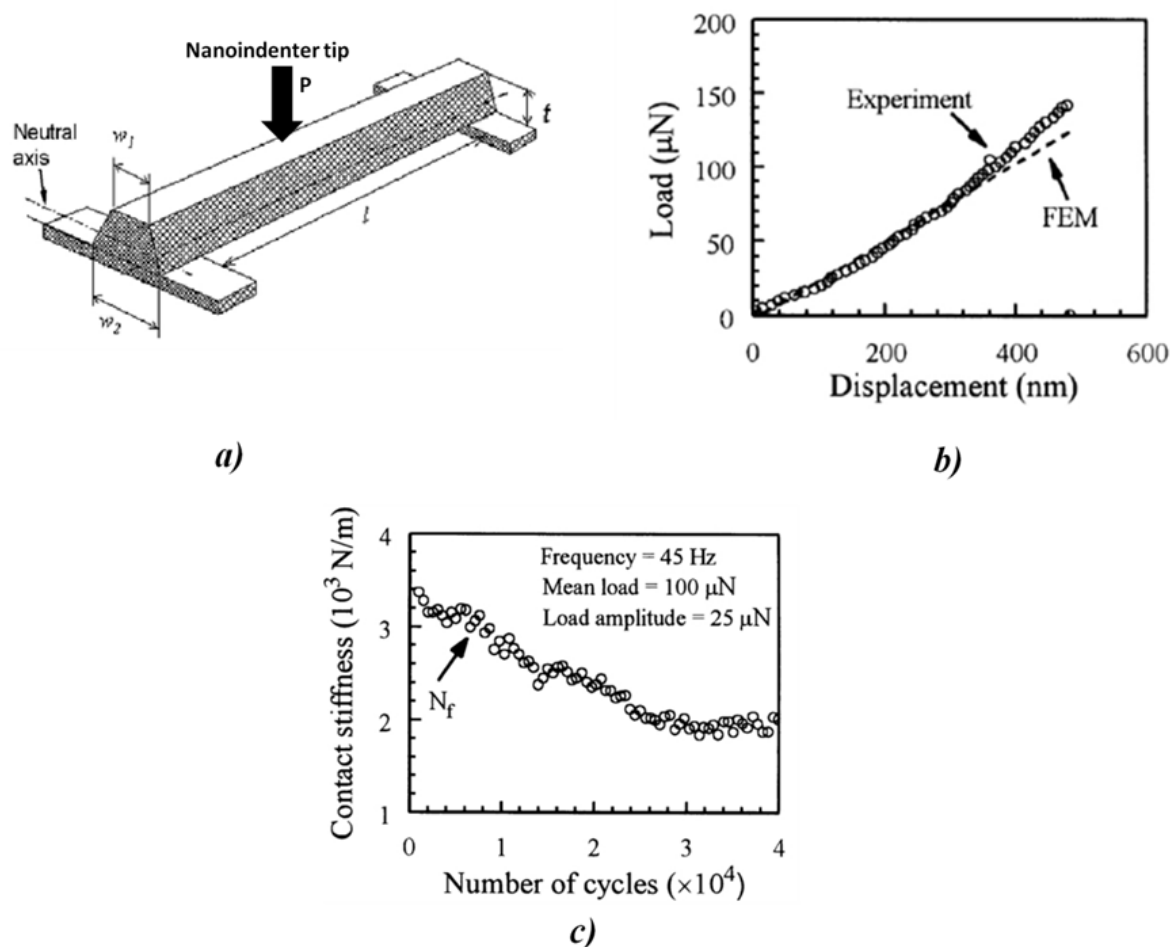 Nanoindenter tip
P
Neutral
axis
w1
w2
t
l
a)
200
150
100
50
0
Load (μN)
Experiment
FEM
0
200
400
600
Displacement (nm)
b)
4
3
2
1
Contact stiffness (10³ N/m)
Frequency = 45 Hz
Mean load = 100 μN
Load amplitude = 25 μN
Nf
0
1
2
3
4
Number of cycles (×10⁴)
c)